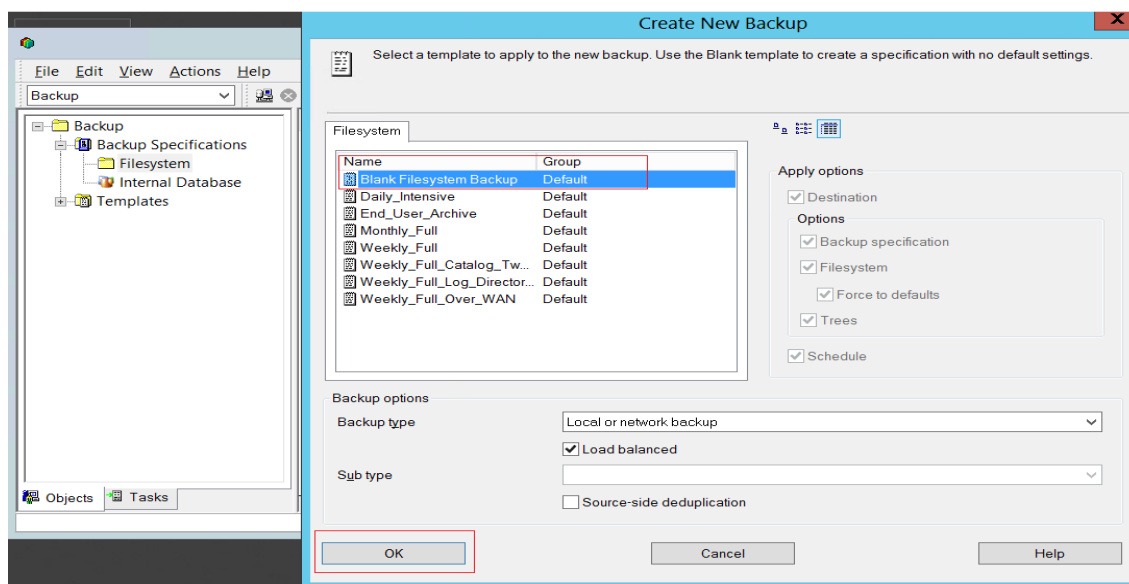 Create New Backup
X
File Edit View Actions Help
Backup
Backup
Backup Specifications
Filesystem
Internal Database
Templates
Objects Tasks
Select a template to apply to the new backup. Use the Blank template to create a specification with no default settings.
Filesystem
Name Group
Blank Filesystem Backup Default
Daily_Intensive Default
End_User_Archive Default
Monthly_Full Default
Weekly_Full Default
Weekly_Full_Catalog_Tw... Default
Weekly_Full_Log_Director... Default
Weekly_Full_Over_WAN Default
Apply options
Destination
Options
Backup specification
Filesystem
Force to defaults
Trees
Schedule
Backup options
Backup type Local or network backup
Load balanced
Sub type
Source-side deduplication
OK Cancel Help